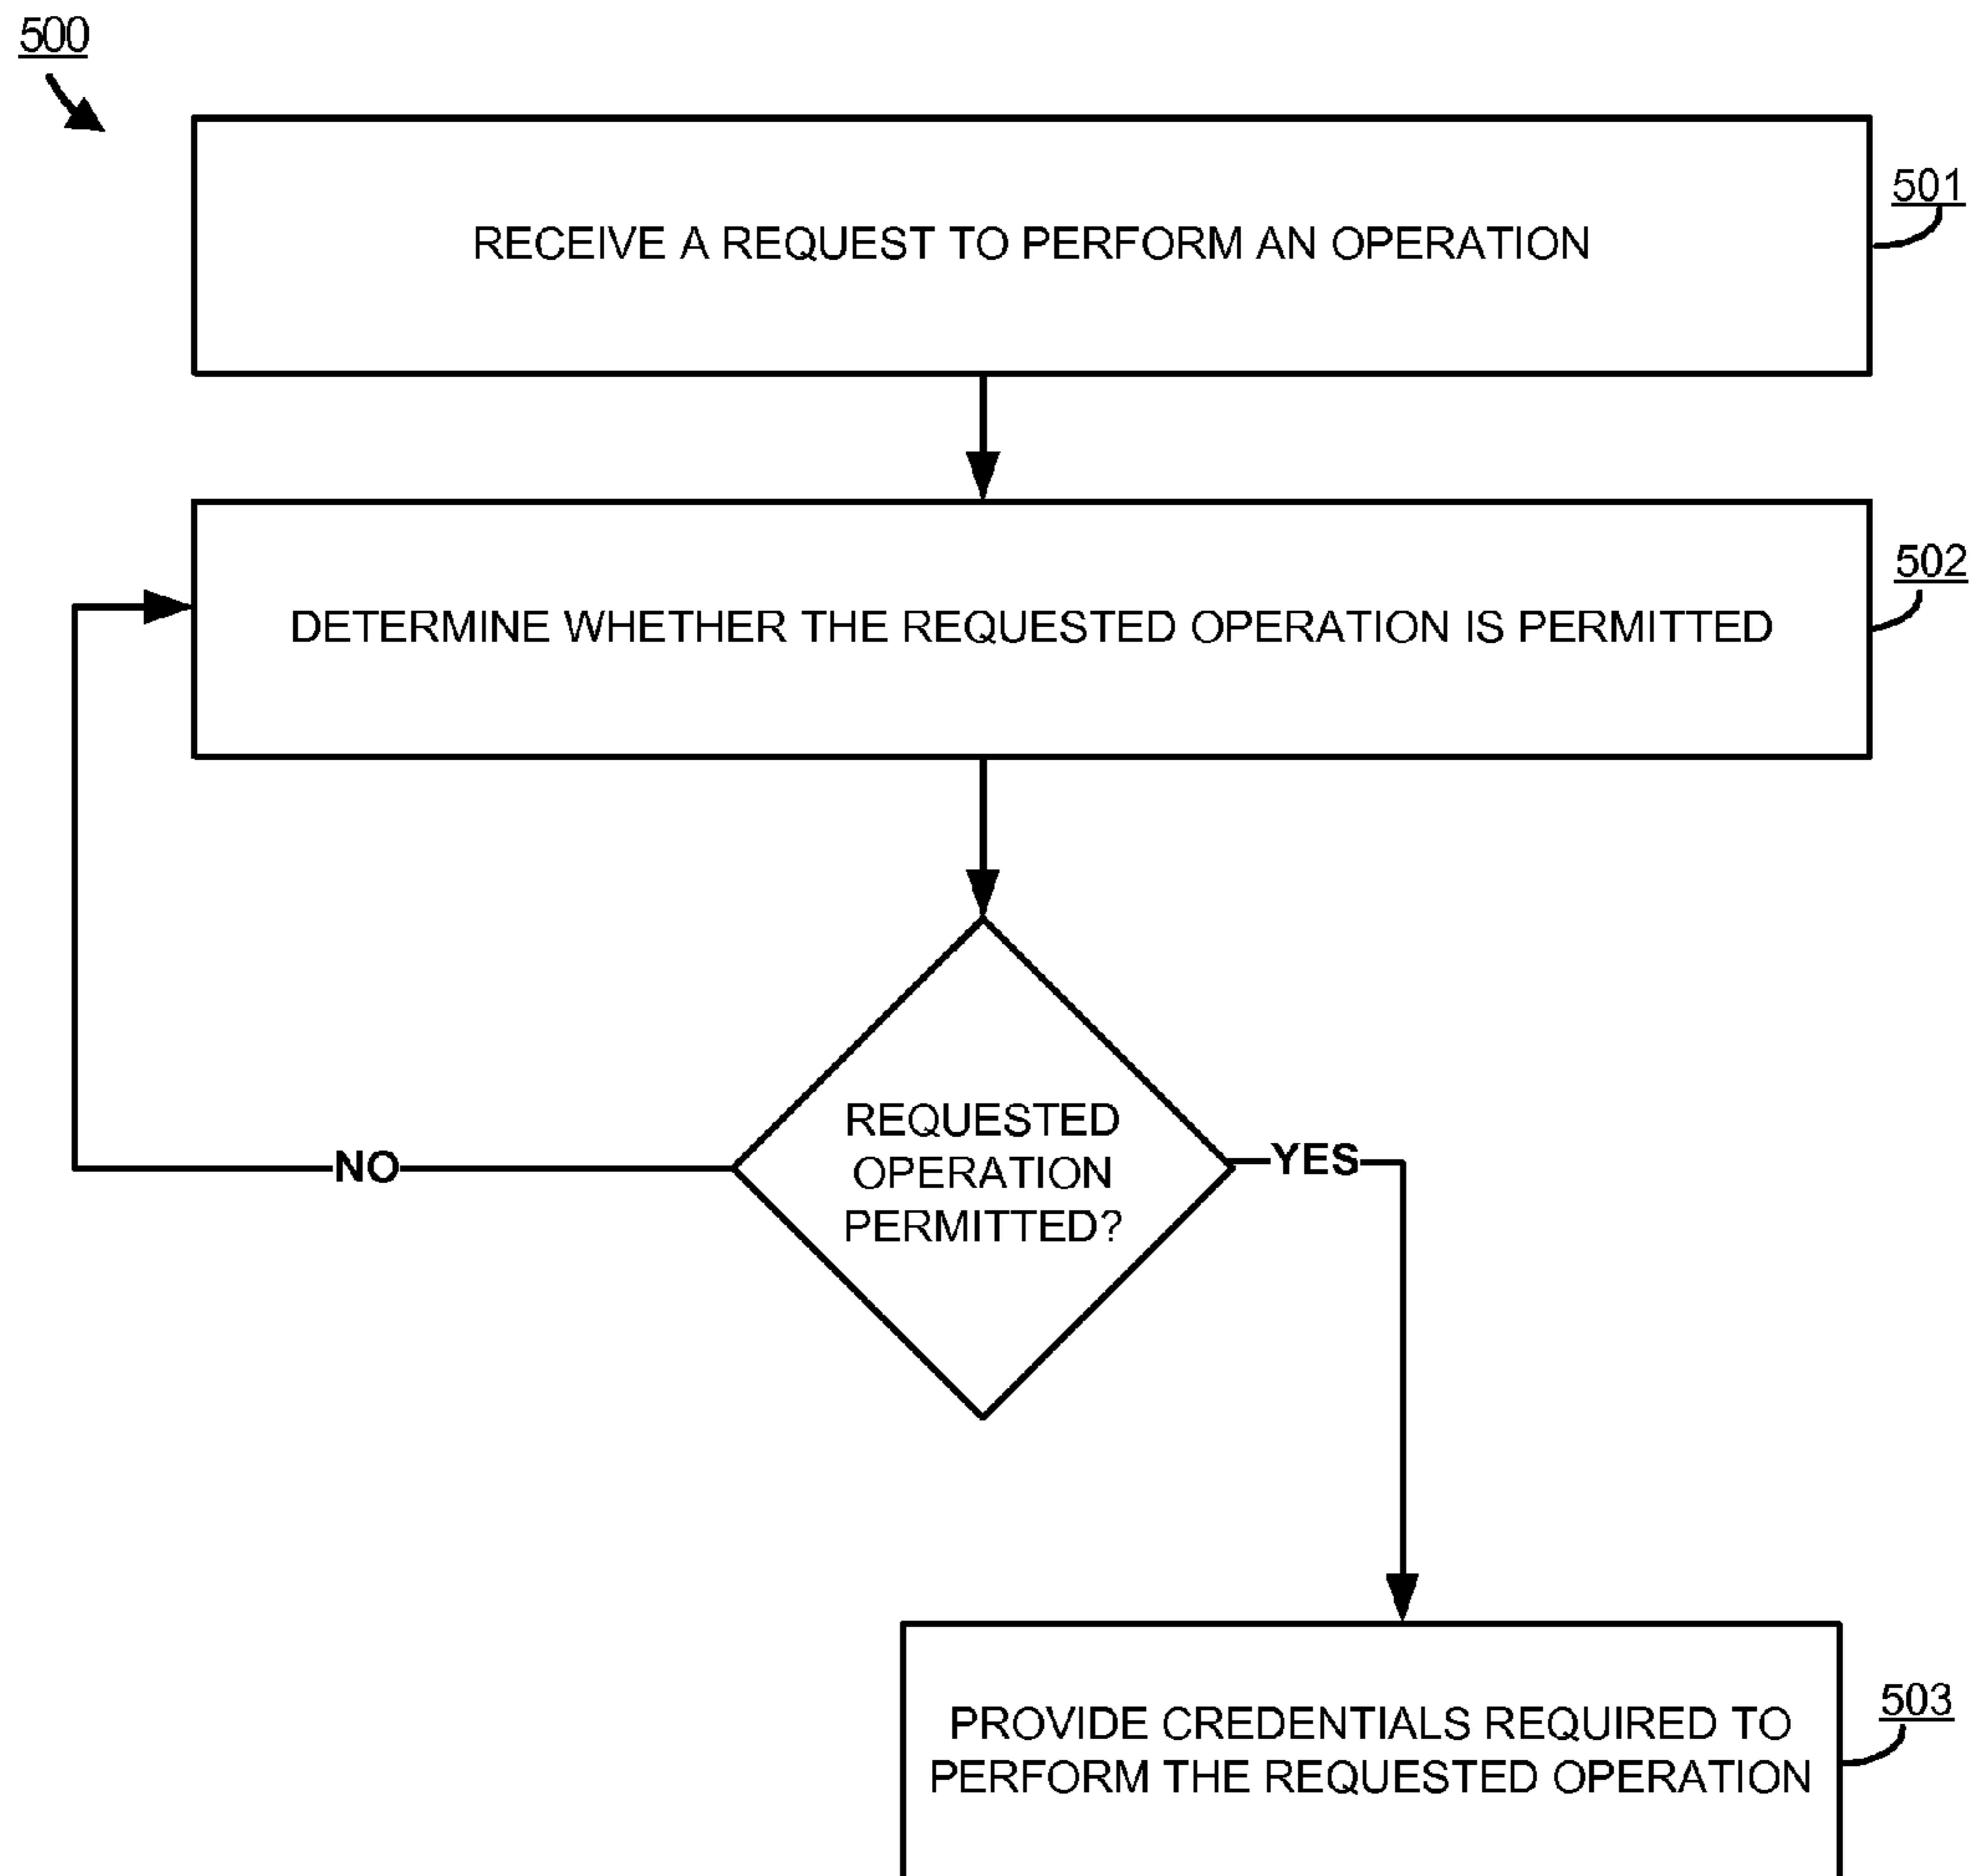 500
RECEIVE A REQUEST TO PERFORM AN OPERATION
501
DETERMINE WHETHER THE REQUESTED OPERATION IS PERMITTED
502
REQUESTED
OPERATION
PERMITTED?
NO
YES
PROVIDE CREDENTIALS REQUIRED TO
PERFORM THE REQUESTED OPERATION
503